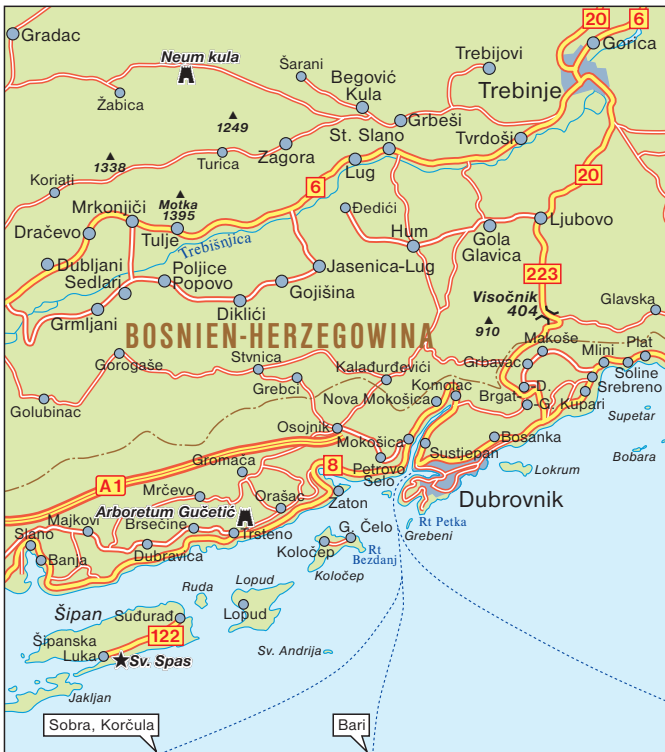 20
6
Gradac
Gorica
Neum kula
Šarani
Trebijovi
Begović
Kula
Trebinje
Žabica
1249
Grbeši
St. Slano
Tvrdoši
Zagora
Turica
1338
Lug
Koriati
6
20
Motka
1395
Đedići
Mrkonjiči
Dračevo
Tulje
Trebišnjica
Hum
Gola
Glavica
Ljubovo
Dubljani
Sedlari
Poljice
Popovo
Jasenica-Lug
Gojišina
223
Diklići
Grmljani
Visočnik
404
Glavska
910
BOSNIEN-HERZEGOWINA
Makoše
Gorogaše
Stvnica
Grbavac
Mlini
Plat
Kalađurđevići
Soline
Grebci
Komolac
Nova Mokošica
D.
Brgat
Srebreno
G. Kupari
Golubinac
Supetar
Osojnik
Mokošica
Sustjepan
Bosanka
Bobara
Gromača
8
Petrovo
Selo
Lokrum
A1
Mrčevo
Orašac
Zaton
Dubrovnik
Arboretum Gučetić
Majkovi
Brsečine
Rt Petka
Grebeni
Slano
Trsteno
G. Čelo
Banja
Dubravica
Koločep
Rt
Bezdanj
Koločep
Ruda
Lopud
Šipan
Suđurađ
Lopud
122
Šipanska
Luka
Sv. Spas
Sv. Andrija
Jakljan
Sobra, Korčula
Bari